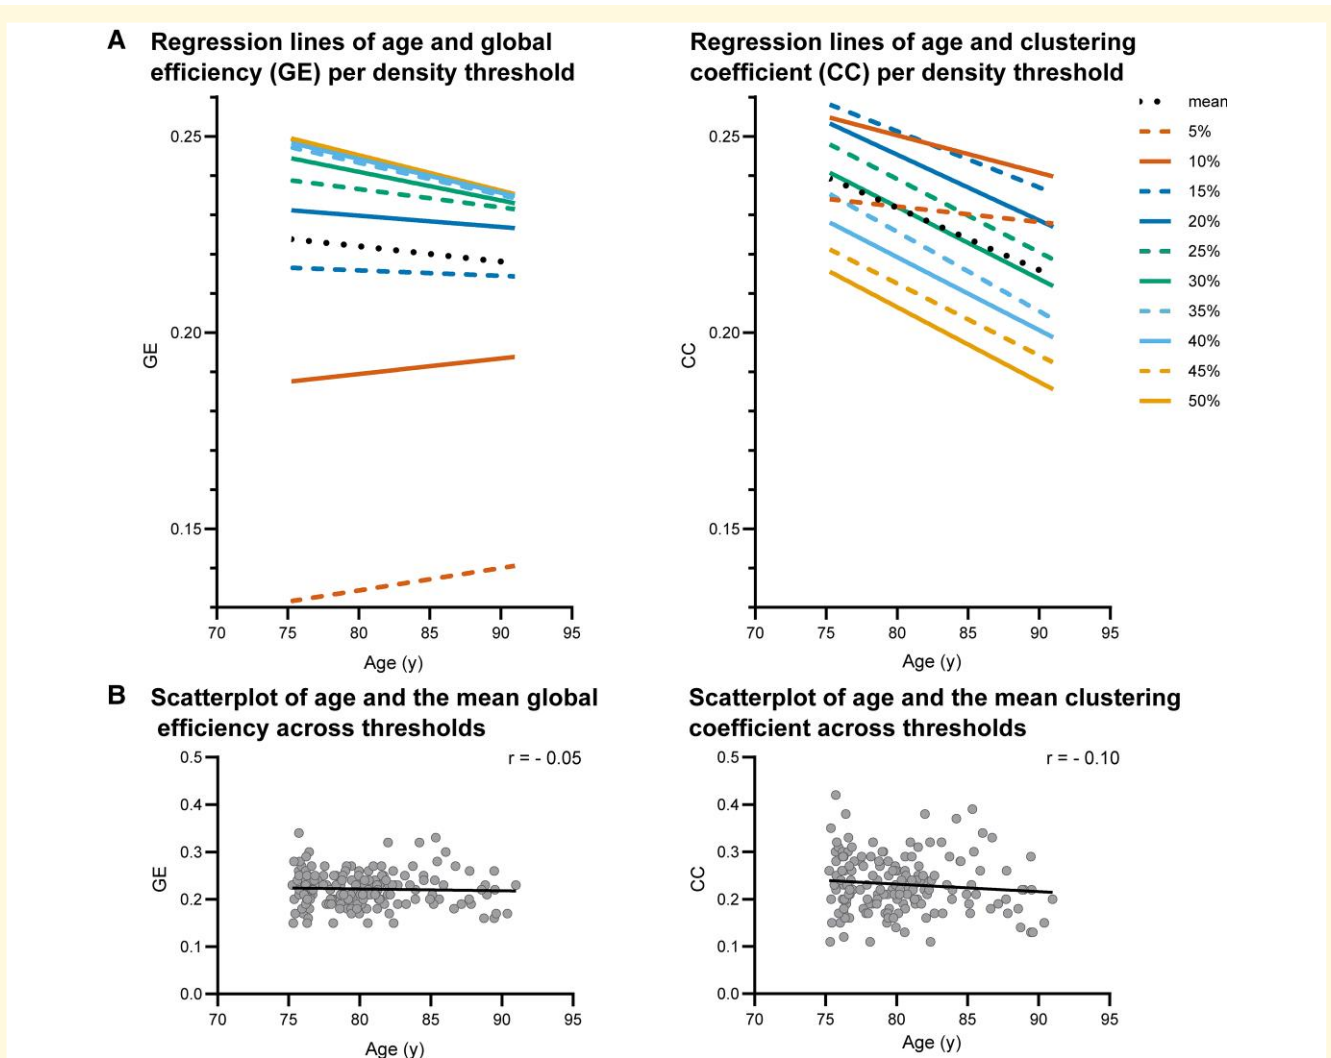 A Regression lines of age and global
efficiency (GE) per density threshold
0.25
0.20
0.15
GE
70 75 80 85 90 95
Age (y)
Regression lines of age and clustering
coefficient (CC) per density threshold
0.25
0.20
0.15
CC
70 75 80 85 90 95
Age (y)
mean
5%
10%
15%
20%
25%
30%
35%
40%
45%
50%
B Scatterplot of age and the mean global
efficiency across thresholds
r = - 0.05
0.5
0.4
0.3
0.2
0.1
0.0
GE
70 75 80 85 90 95
Age (y)
Scatterplot of age and the mean clustering
coefficient across thresholds
r = - 0.10
0.5
0.4
0.3
0.2
0.1
0.0
CC
70 75 80 85 90 95
Age (y)